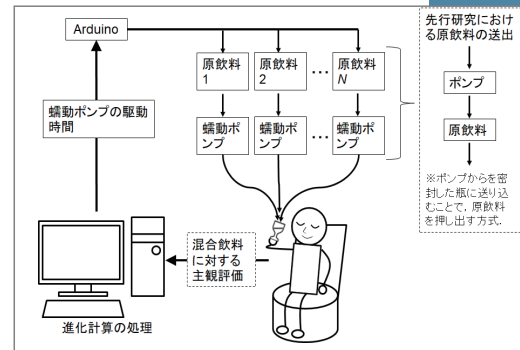 Arduino
原飲料
1
原飲料
2
…
原飲料
N
蠕動ポ
ンプ
蠕動ポ
ンプ
…
蠕動ポ
ンプ
蠕動ポンプの駆動
時間
混合飲料
に対する
主観評価
進化計算の処理
先行研究におけ
る原飲料の送出
ポンプ
原飲料
※ポンプからを密
封した瓶に送り込
むことで, 原飲料
を押し出す方式.